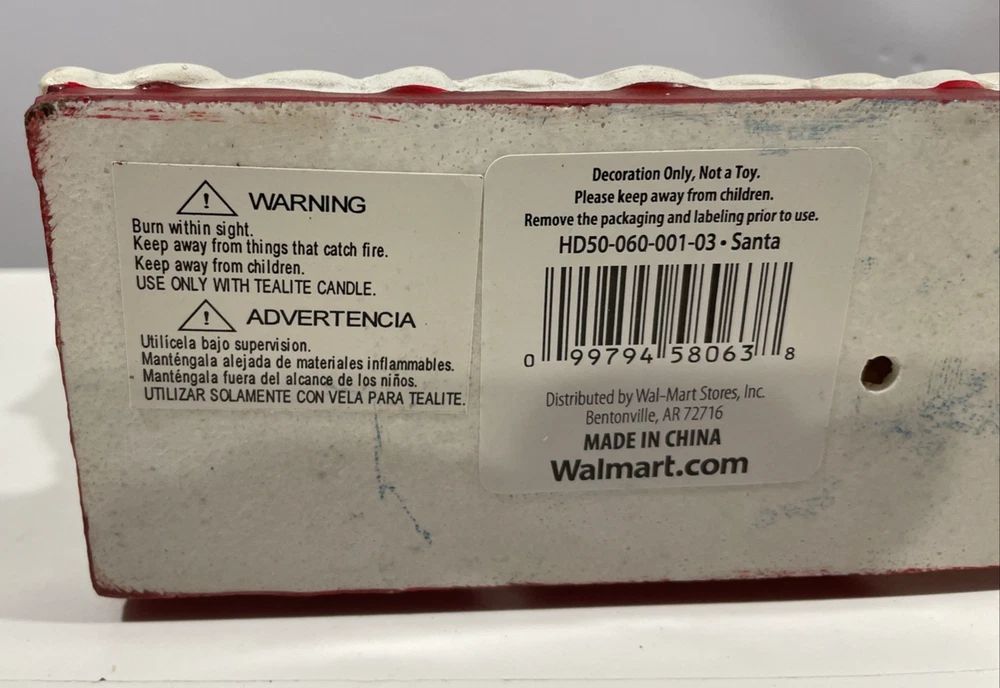 WARNING
Burn within sight.
Keep away from things that catch fire.
Keep away from children.
USE ONLY WITH TEALITE CANDLE.
ADVERTENCIA
Utilícela bajo supervision.
Manténgala alejada de materiales inflammables.
Manténgala fuera del alcance de los niños.
UTILIZAR SOLAMENTE CON VELA PARA TEALITE.
Decoration Only, Not a Toy.
Please keep away from children.
Remove the packaging and labeling prior to use.
HD50-060-001-03 • Santa
0 99794 58063 8
Distributed by Wal-Mart Stores, Inc.
Bentonville, AR 72716
MADE IN CHINA
Walmart.com